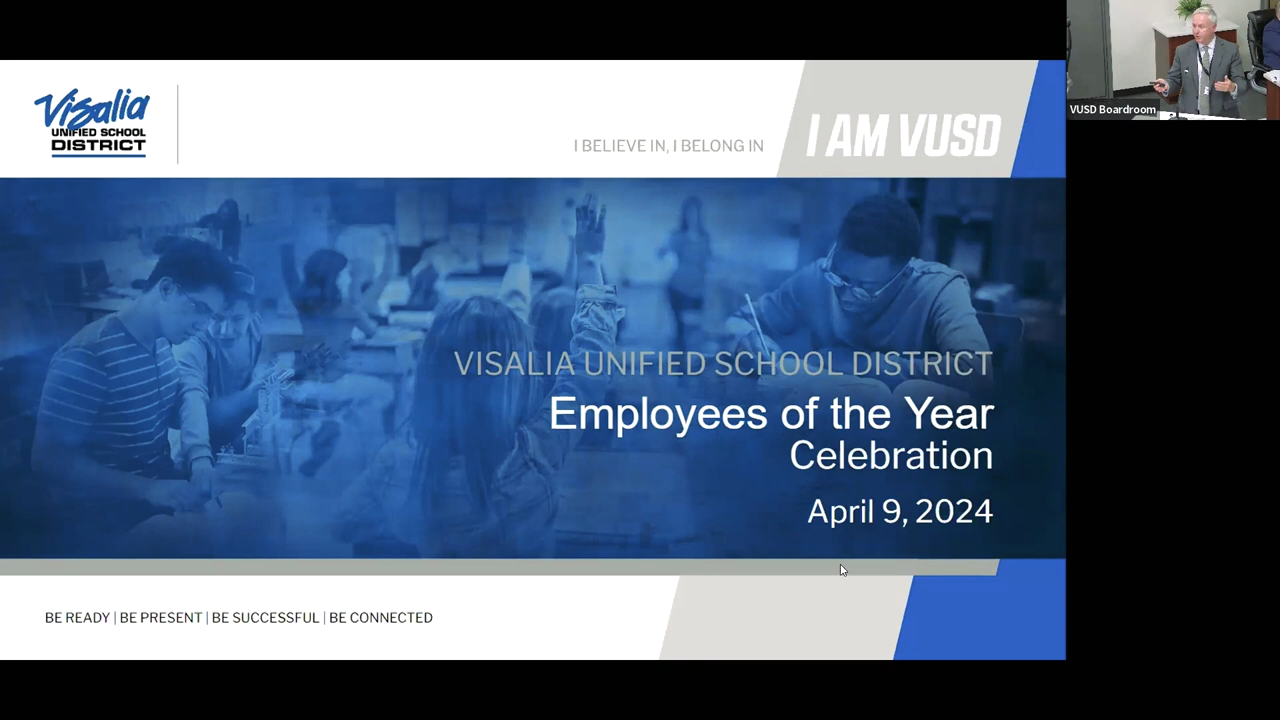 Visalia
UNIFIED SCHOOL
DISTRICT
I BELIEVE IN, I BELONG IN
I AM VUSD
VUSD Boardroom
VISALIA UNIFIED SCHOOL DISTRICT
Employees of the Year
Celebration
April 9, 2024
BE READY | BE PRESENT | BE SUCCESSFUL | BE CONNECTED